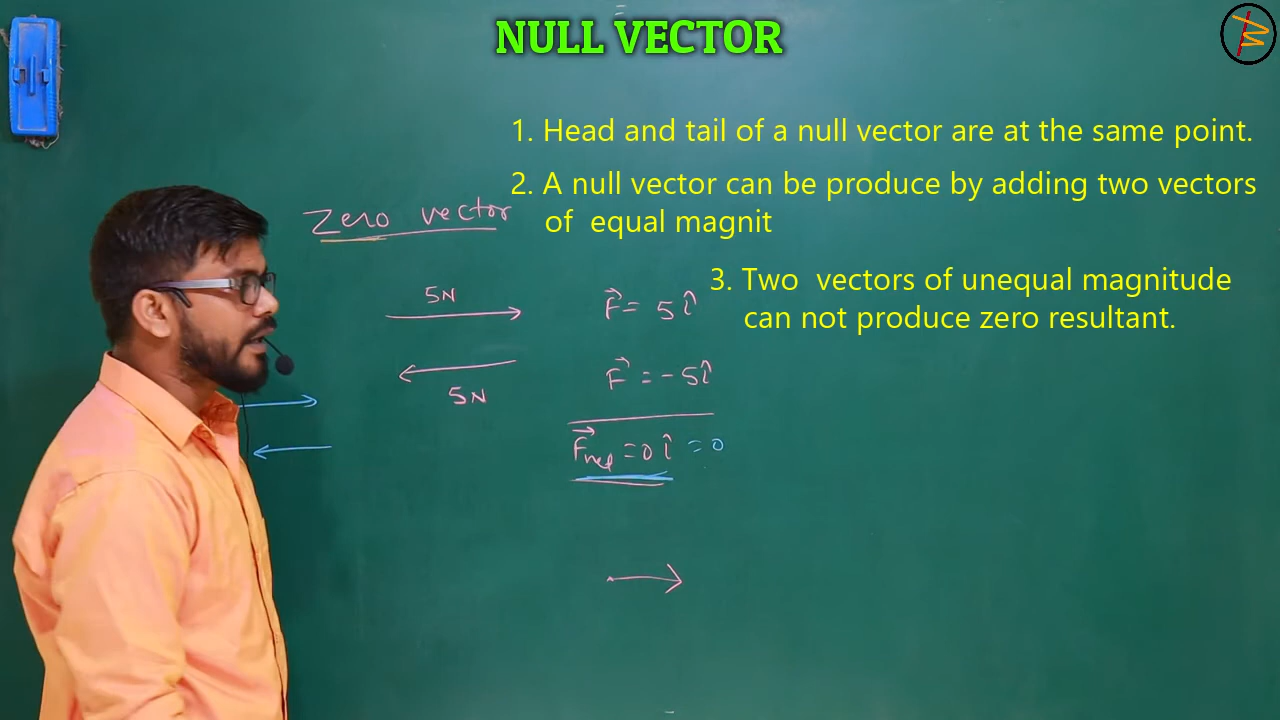 NULL VECTOR
1. Head and tail of a null vector are at the same point.
2. A null vector can be produce by adding two vectors
of equal magnit
3. Two vectors of unequal magnitude
can not produce zero resultant.
Zero vector
5N
F⃗ = 5î
F⃗ = -5î
5N
F⃗net = 0î = 0